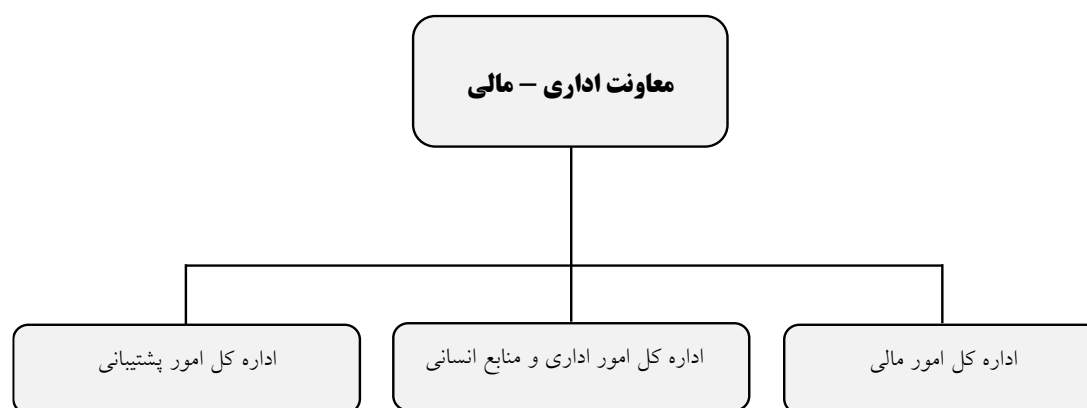 معاونت اداری – مالی
اداره کل امور مالی
اداره کل امور اداری و منابع انسانی
اداره کل امور پشتیبانی